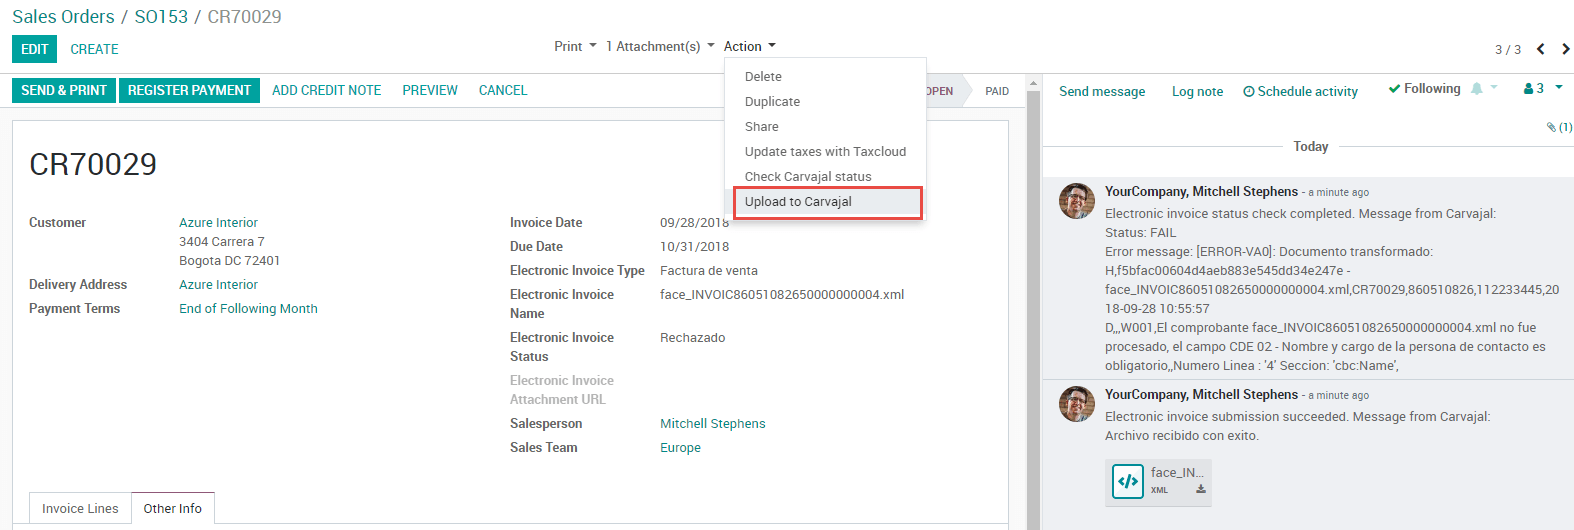 Sales Orders / SO153 / CR70029
EDIT CREATE
Print 1 Attachment(s) Action
3 / 3
SEND & PRINT REGISTER PAYMENT ADD CREDIT NOTE PREVIEW CANCEL
OPEN PAID
Delete
Duplicate
Share
Update taxes with Taxcloud
Check Carvajal status
Upload to Carvajal
CR70029
Customer
Azure Interior
3404 Carrera 7
Bogota DC 72401
Delivery Address
Azure Interior
Payment Terms
End of Following Month
Invoice Date
09/28/2018
Due Date
10/31/2018
Electronic Invoice Type
Factura de venta
Electronic Invoice
Name
face_INVOIC86051082650000000004.xml
Electronic Invoice
Status
Rechazado
Electronic Invoice
Attachment URL
Salesperson
Mitchell Stephens
Sales Team
Europe
Invoice Lines Other Info
Send message Log note Schedule activity Following 3
(1)
Today
YourCompany, Mitchell Stephens - a minute ago
Electronic invoice status check completed. Message from Carvajal:
Status: FAIL
Error message: [ERROR-VA0]: Documento transformado:
H,f5bfac00604d4aeb883e545dd34e247e -
face_INVOIC86051082650000000004.xml,CR70029,860510826,112233445,201
8-09-28 10:55:57
D,,,W001,El comprobante face_INVOIC86051082650000000004.xml no fue
procesado, el campo CDE 02 - Nombre y cargo de la persona de contacto es
obligatorio,,Numero Linea : '4' Seccion: 'cbc:Name',
YourCompany, Mitchell Stephens - a minute ago
Electronic invoice submission succeeded. Message from Carvajal:
Archivo recibido con exito.
face_IN...
XML